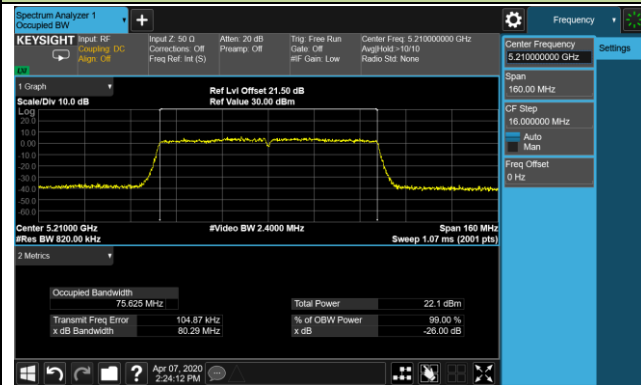 Spectrum Analyzer 1
Occupied BW
Frequency
KEYSIGHT Input: RF
Coupling: DC
Align: Off
Input Z: 50 Ω
Corrections: Off
Freq Ref: Int (S)
Atten: 20 dB
Preamp: Off
Trig: Free Run
Gate: Off
#IF Gain: Low
Center Freq: 5.210000000 GHz
Avg|Hold:>10/10
Radio Std: None
Center Frequency
5.210000000 GHz
Settings
Span
160.00 MHz
CF Step
16.000000 MHz
Auto
Man
Freq Offset
0 Hz
1 Graph
Scale/Div 10.0 dB
Ref Lvl Offset 21.50 dB
Ref Value 30.00 dBm
Log
20.0
10.0
0.00
-10.0
-20.0
-30.0
-40.0
-50.0
-60.0
Center 5.21000 GHz
#Res BW 820.00 kHz
#Video BW 2.4000 MHz
Span 160 MHz
Sweep 1.07 ms (2001 pts)
2 Metrics
Occupied Bandwidth
75.625 MHz
Total Power 22.1 dBm
Transmit Freq Error 104.87 kHz
% of OBW Power 99.00 %
x dB Bandwidth 80.29 MHz
x dB -26.00 dB
Apr 07, 2020
2:24:12 PM